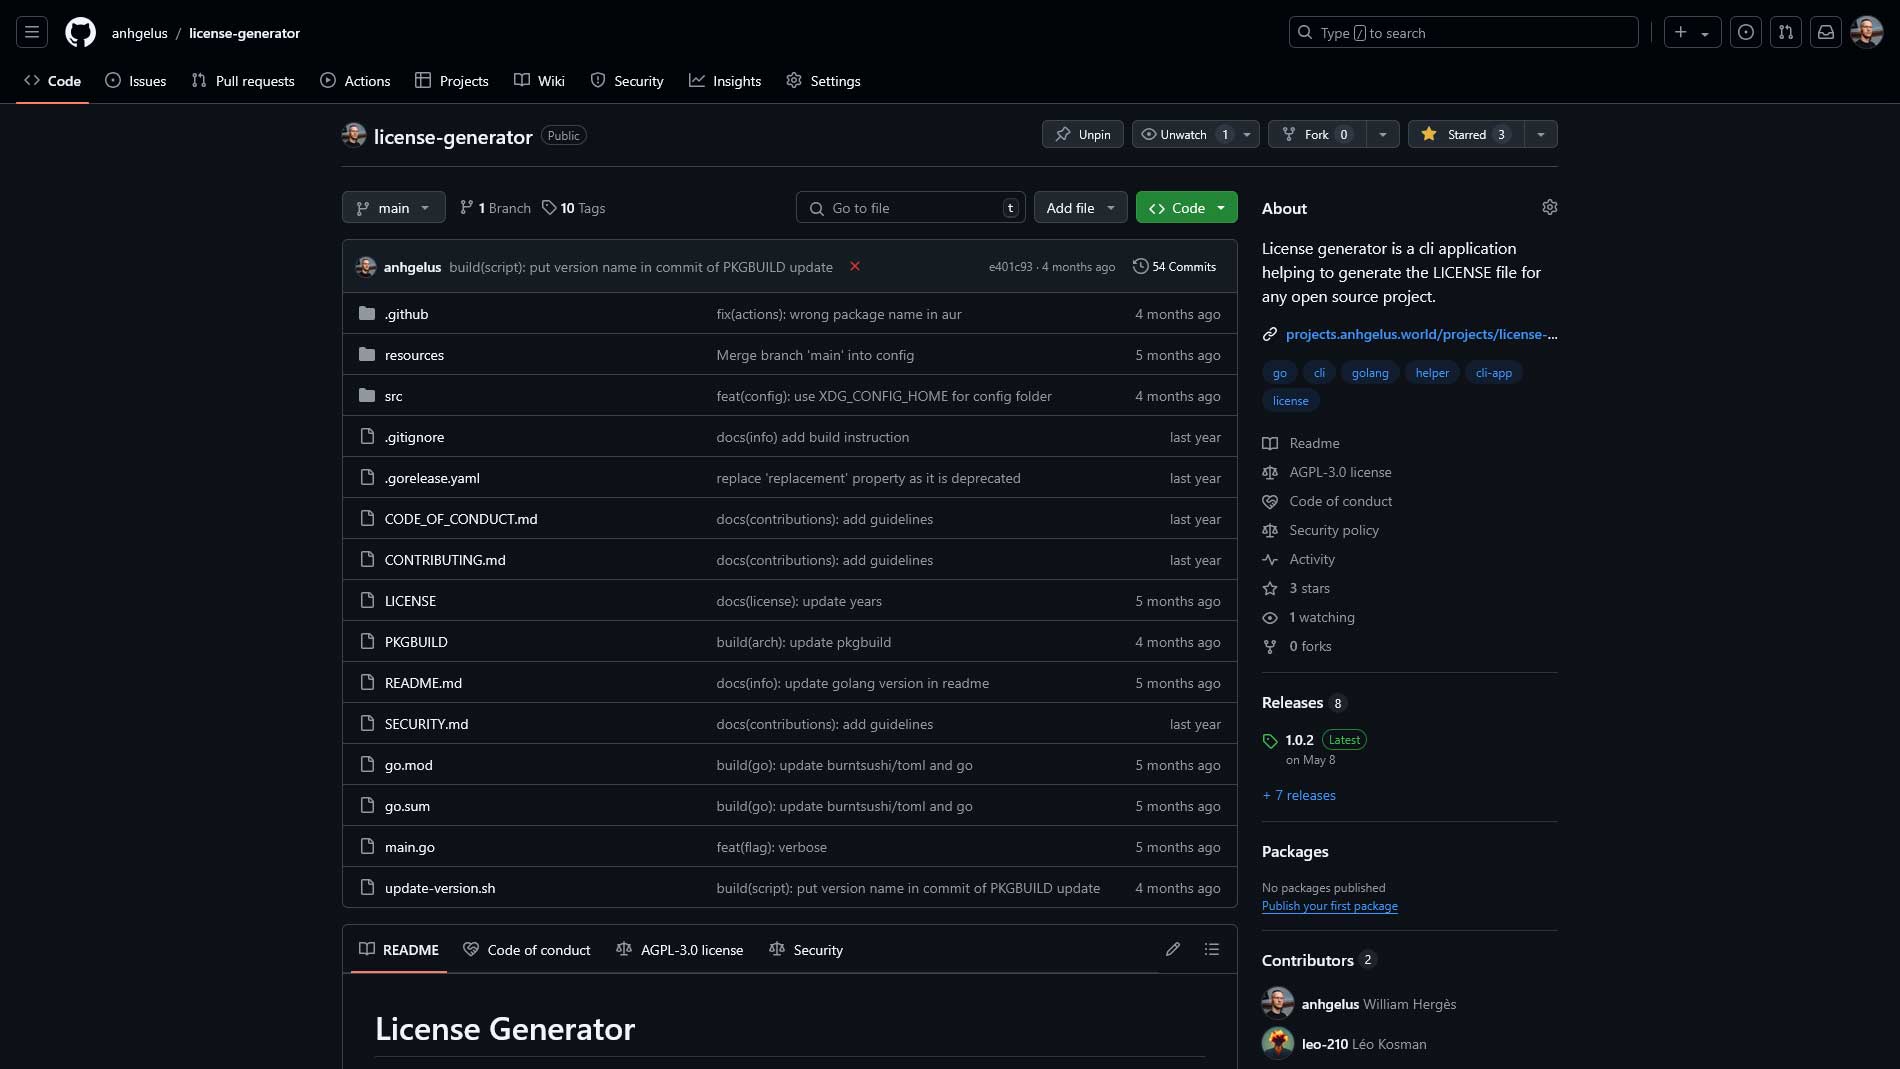 anhgelus / license-generator
Type / to search
Code Issues Pull requests Actions Projects Wiki Security Insights Settings
license-generator Public
Unpin Unwatch 1 Fork 0 Starred 3
main 1 Branch 10 Tags Go to file t Add file <> Code
anhgelus build(script): put version name in commit of PKGBUILD update e401c93 · 4 months ago 54 Commits
.github fix(actions): wrong package name in aur 4 months ago
resources Merge branch 'main' into config 5 months ago
src feat(config): use XDG_CONFIG_HOME for config folder 4 months ago
.gitignore docs(info) add build instruction last year
.gorelease.yaml replace 'replacement' property as it is deprecated last year
CODE_OF_CONDUCT.md docs(contributions): add guidelines last year
CONTRIBUTING.md docs(contributions): add guidelines last year
LICENSE docs(license): update years 5 months ago
PKGBUILD build(arch): update pkgbuild 4 months ago
README.md docs(info): update golang version in readme 5 months ago
SECURITY.md docs(contributions): add guidelines last year
go.mod build(go): update burntsushi/toml and go 5 months ago
go.sum build(go): update burntsushi/toml and go 5 months ago
main.go feat(flag): verbose 5 months ago
update-version.sh build(script): put version name in commit of PKGBUILD update 4 months ago
README Code of conduct AGPL-3.0 license Security
License Generator
About
License generator is a cli application
helping to generate the LICENSE file for
any open source project.
projects.anhgelus.world/projects/license-...
go cli golang helper cli-app
license
Readme
AGPL-3.0 license
Code of conduct
Security policy
Activity
3 stars
1 watching
0 forks
Releases 8
1.0.2 Latest
on May 8
+ 7 releases
Packages
No packages published
Publish your first package
Contributors 2
anhgelus William Hergès
leo-210 Léo Kosman